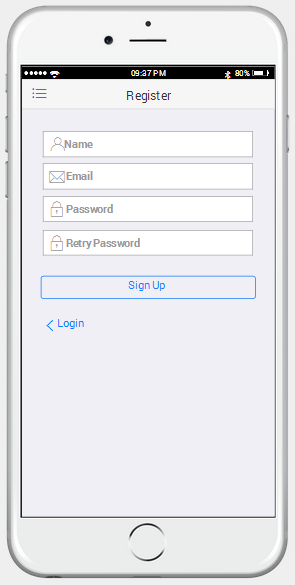 09:37 PM 80%
Register
Name
Email
Password
Retry Password
Sign Up
Login